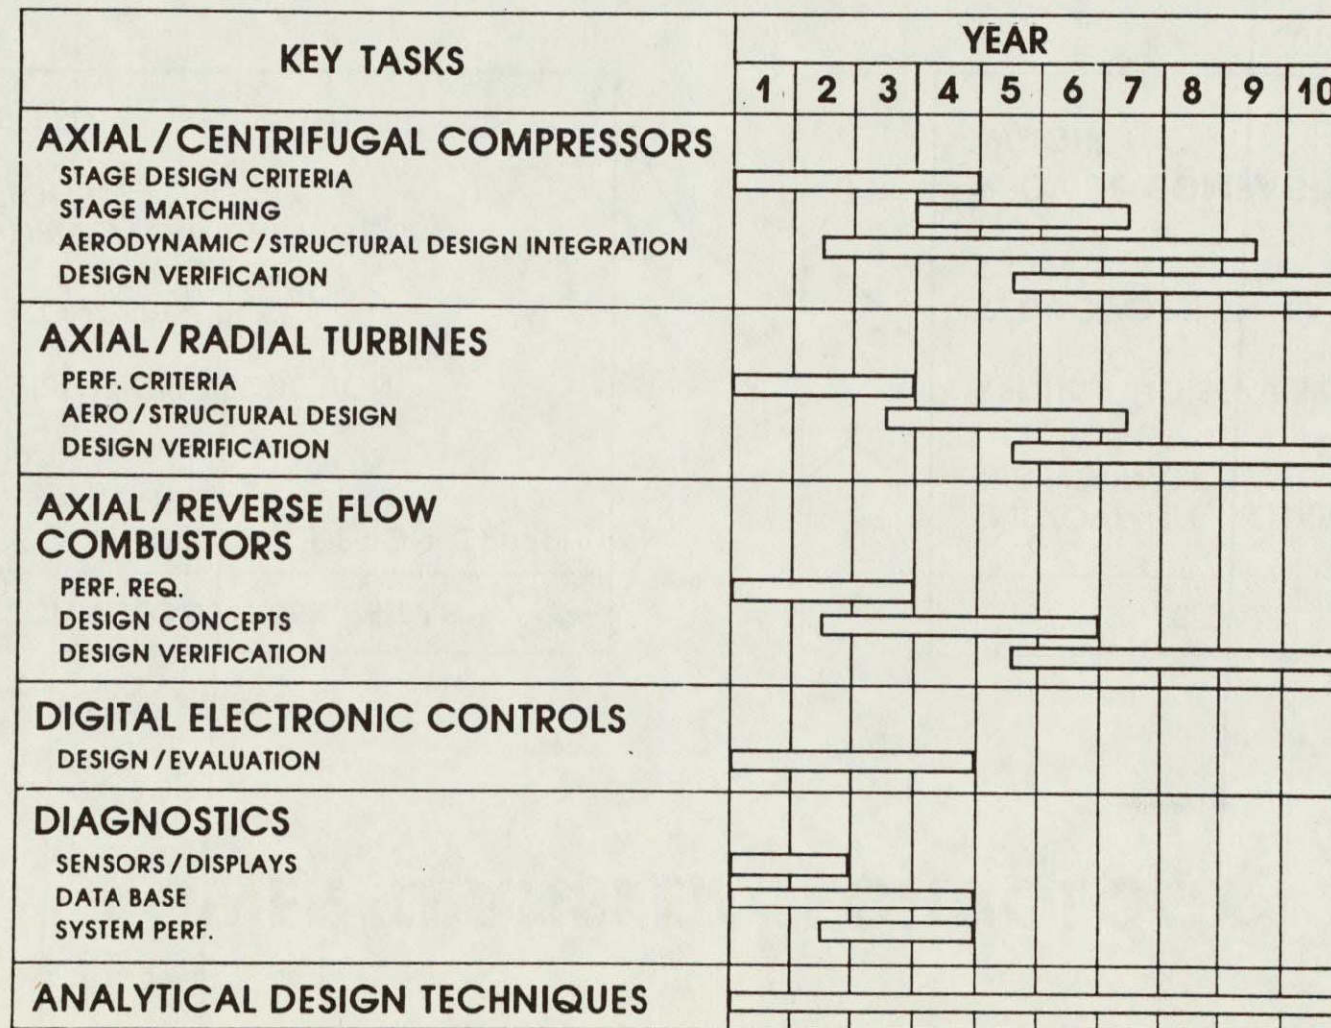 KEY TASKS
YEAR
1 2 3 4 5 6 7 8 9 10
AXIAL/CENTRIFUGAL COMPRESSORS
STAGE DESIGN CRITERIA
STAGE MATCHING
AERODYNAMIC/STRUCTURAL DESIGN INTEGRATION
DESIGN VERIFICATION
AXIAL/RADIAL TURBINES
PERF. CRITERIA
AERO/STRUCTURAL DESIGN
DESIGN VERIFICATION
AXIAL/REVERSE FLOW
COMBUSTORS
PERF. REQ.
DESIGN CONCEPTS
DESIGN VERIFICATION
DIGITAL ELECTRONIC CONTROLS
DESIGN/EVALUATION
DIAGNOSTICS
SENSORS/DISPLAYS
DATA BASE
SYSTEM PERF.
ANALYTICAL DESIGN TECHNIQUES